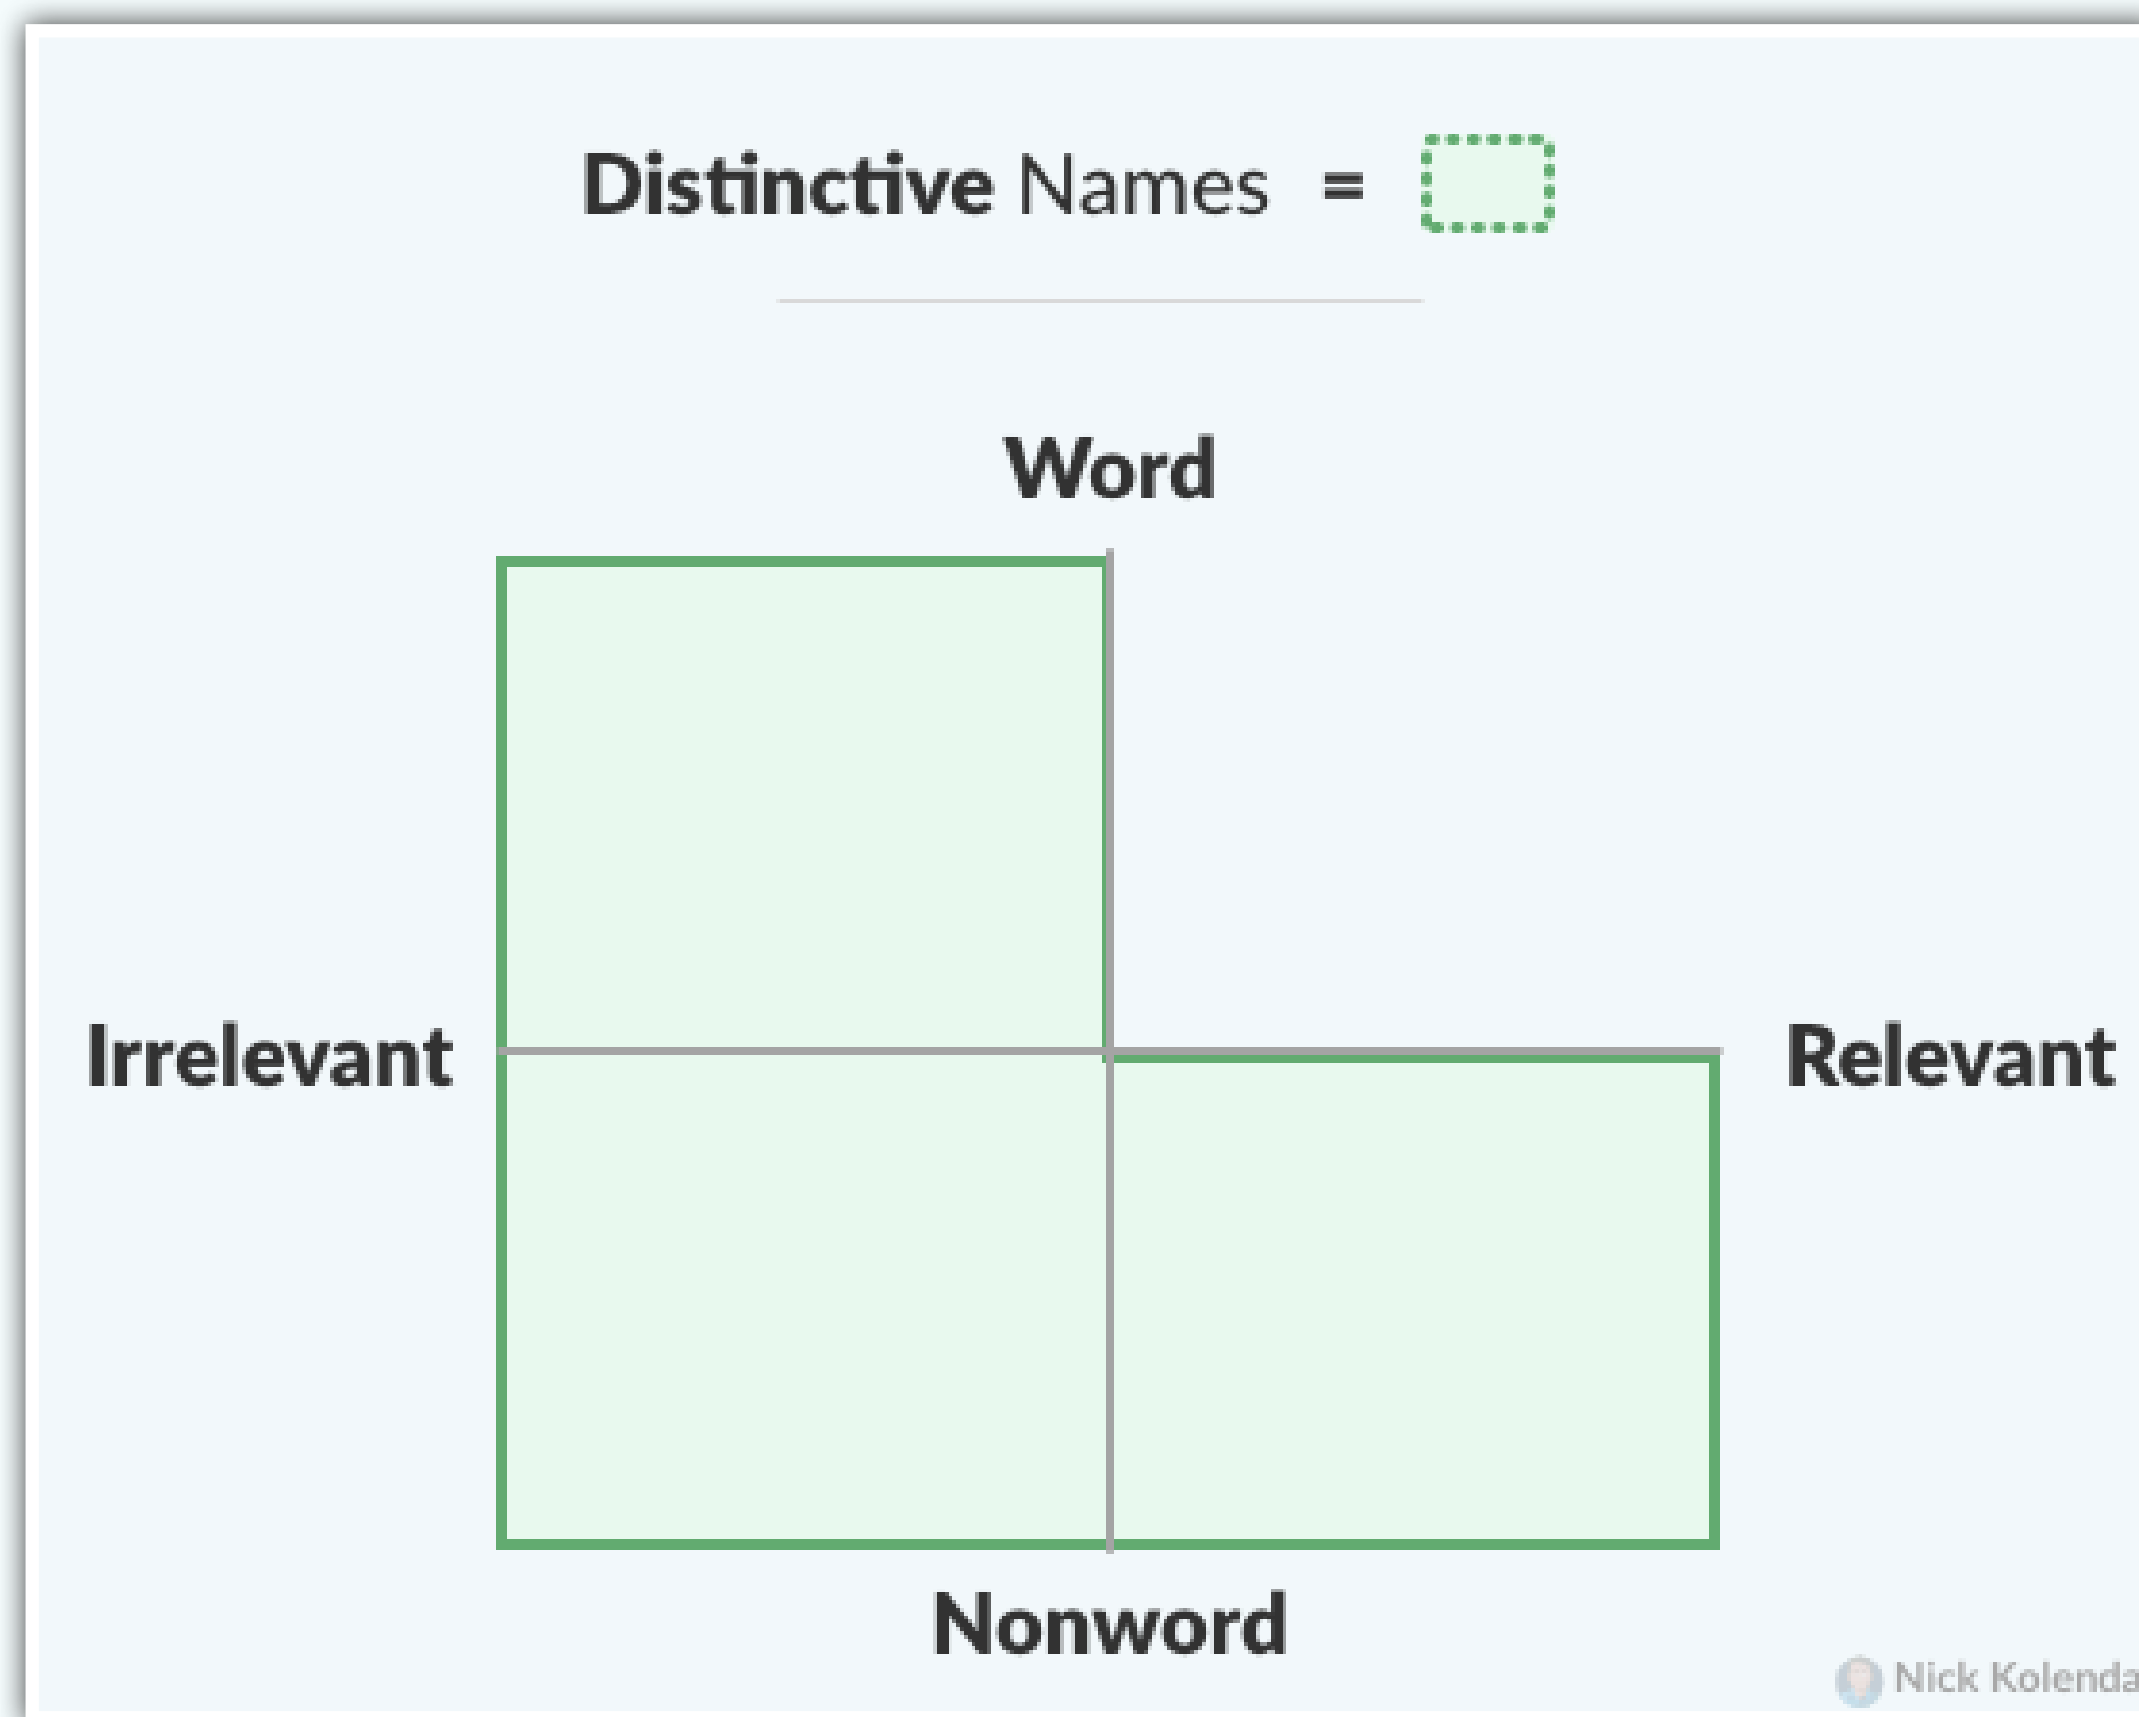 Distinctive Names =
Word
Irrelevant
Relevant
Nonword
Nick Kolenda